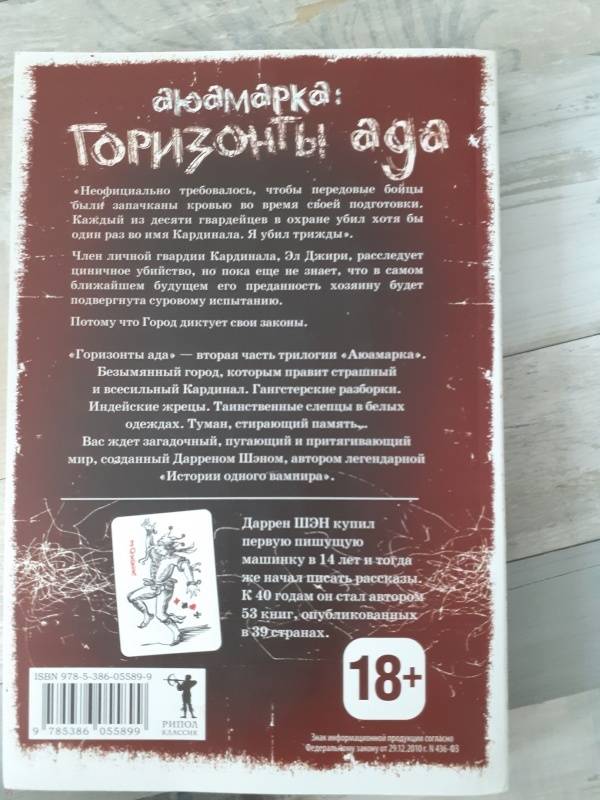 аюамарка:
ГОРИЗОНТЫ ада
«Неофициально требовалось, чтобы передовые бойцы
были запачканы кровью во время своей подготовки.
Каждый из десяти гвардейцев в охране убил хотя бы
один раз во имя Кардинала. Я убил трижды».
Член личной гвардии Кардинала, Эл Джири, расследует
циничное убийство, но пока еще не знает, что в самом
ближайшем будущем его преданность хозяину будет
подвергнута суровому испытанию.
Потому что Город диктует свои законы.
«Горизонты ада» — вторая часть трилогии «Аюамарка».
Безымянный город, которым правит страшный
и всесильный Кардинал. Гангстерские разборки.
Индейские жрецы. Таинственные слепцы в белых
одеждах. Туман, стирающий память...
Вас ждет загадочный, пугающий и притягивающий
мир, созданный Дарреном Шэном, автором легендарной
«Истории одного вампира».
Даррен ШЭН купил
первую пишущую
машинку в 14 лет и тогда
же начал писать рассказы.
К 40 годам он стал автором
53 книг, опубликованных
в 39 странах.
ISBN 978-5-386-05589-9
9 785386 055899
РИПОЛ
КЛАССИК
18+
Знак информационной продукции согласно
Федеральному закону от 29.12.2010 г. N 436-ФЗ